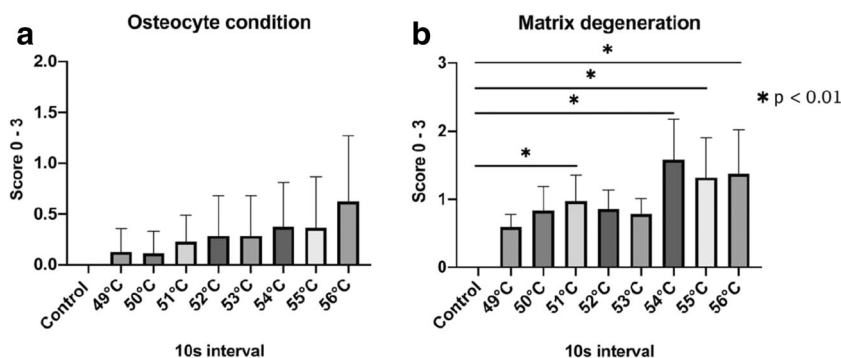 a
Osteocyte condition
2.0
1.5
1.0
0.5
0.0
Score 0 - 3
Control
49°C
50°C
51°C
52°C
53°C
54°C
55°C
56°C
10s interval
b
Matrix degeneration
3
2
1
0
Score 0 - 3
*
*
*
*
* p < 0.01
Control
49°C
50°C
51°C
52°C
53°C
54°C
55°C
56°C
10s interval